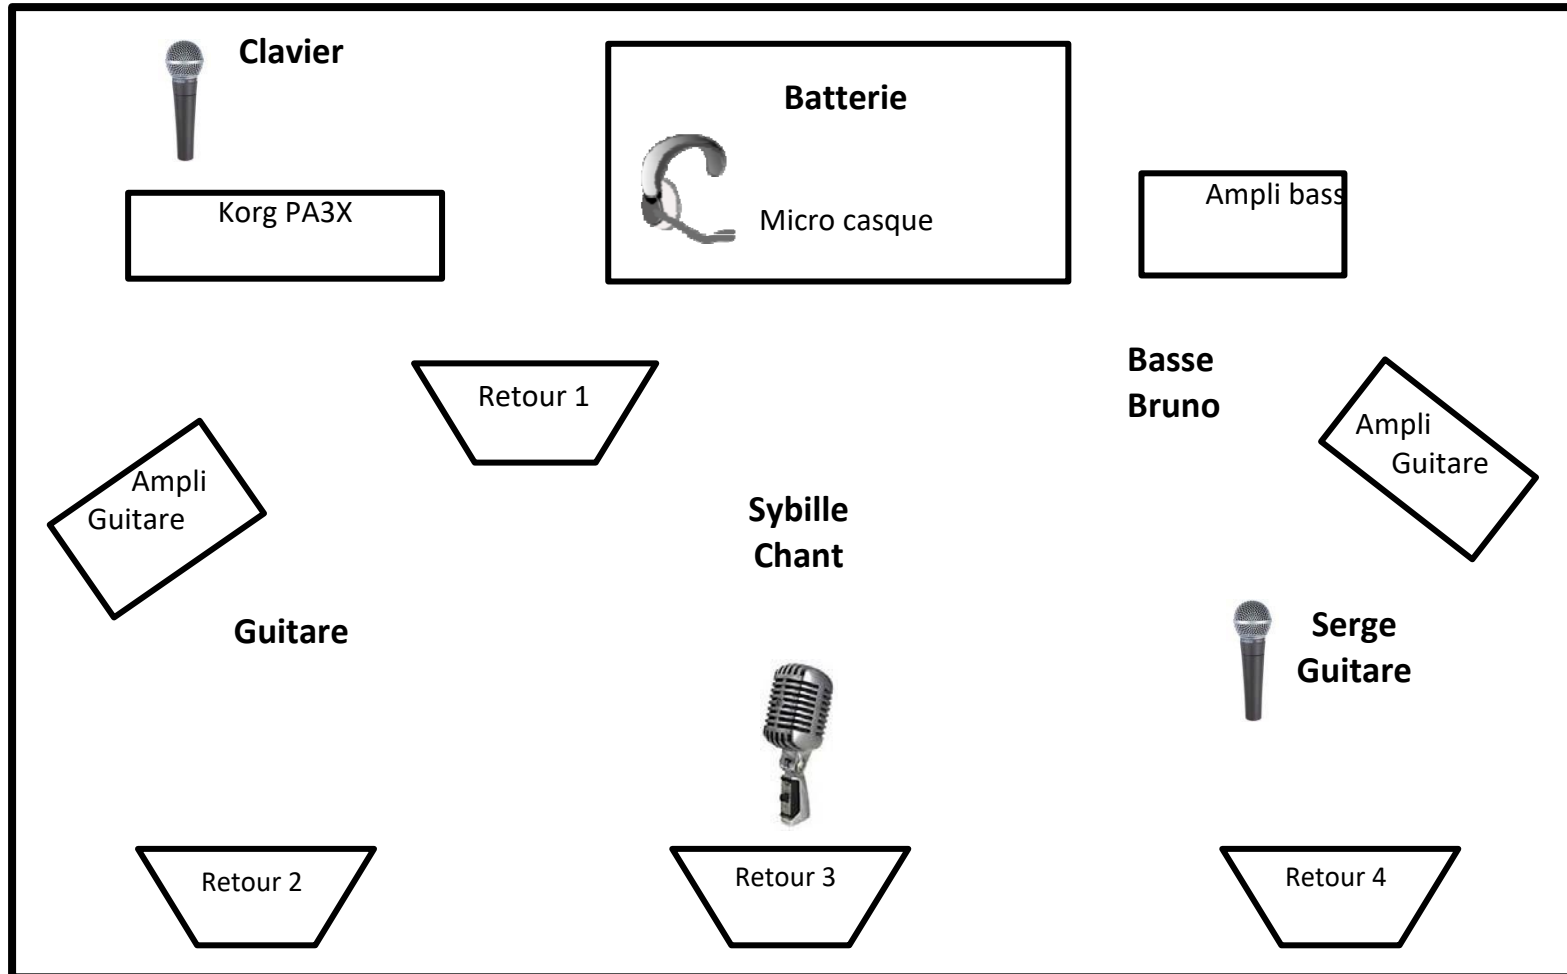 Clavier
Batterie
Korg PA3X
Micro casque
Ampli bass
Retour 1
Basse
Bruno
Ampli
Guitare
Ampli
Guitare
Sybille
Chant
Guitare
Serge
Guitare
Retour 2
Retour 3
Retour 4